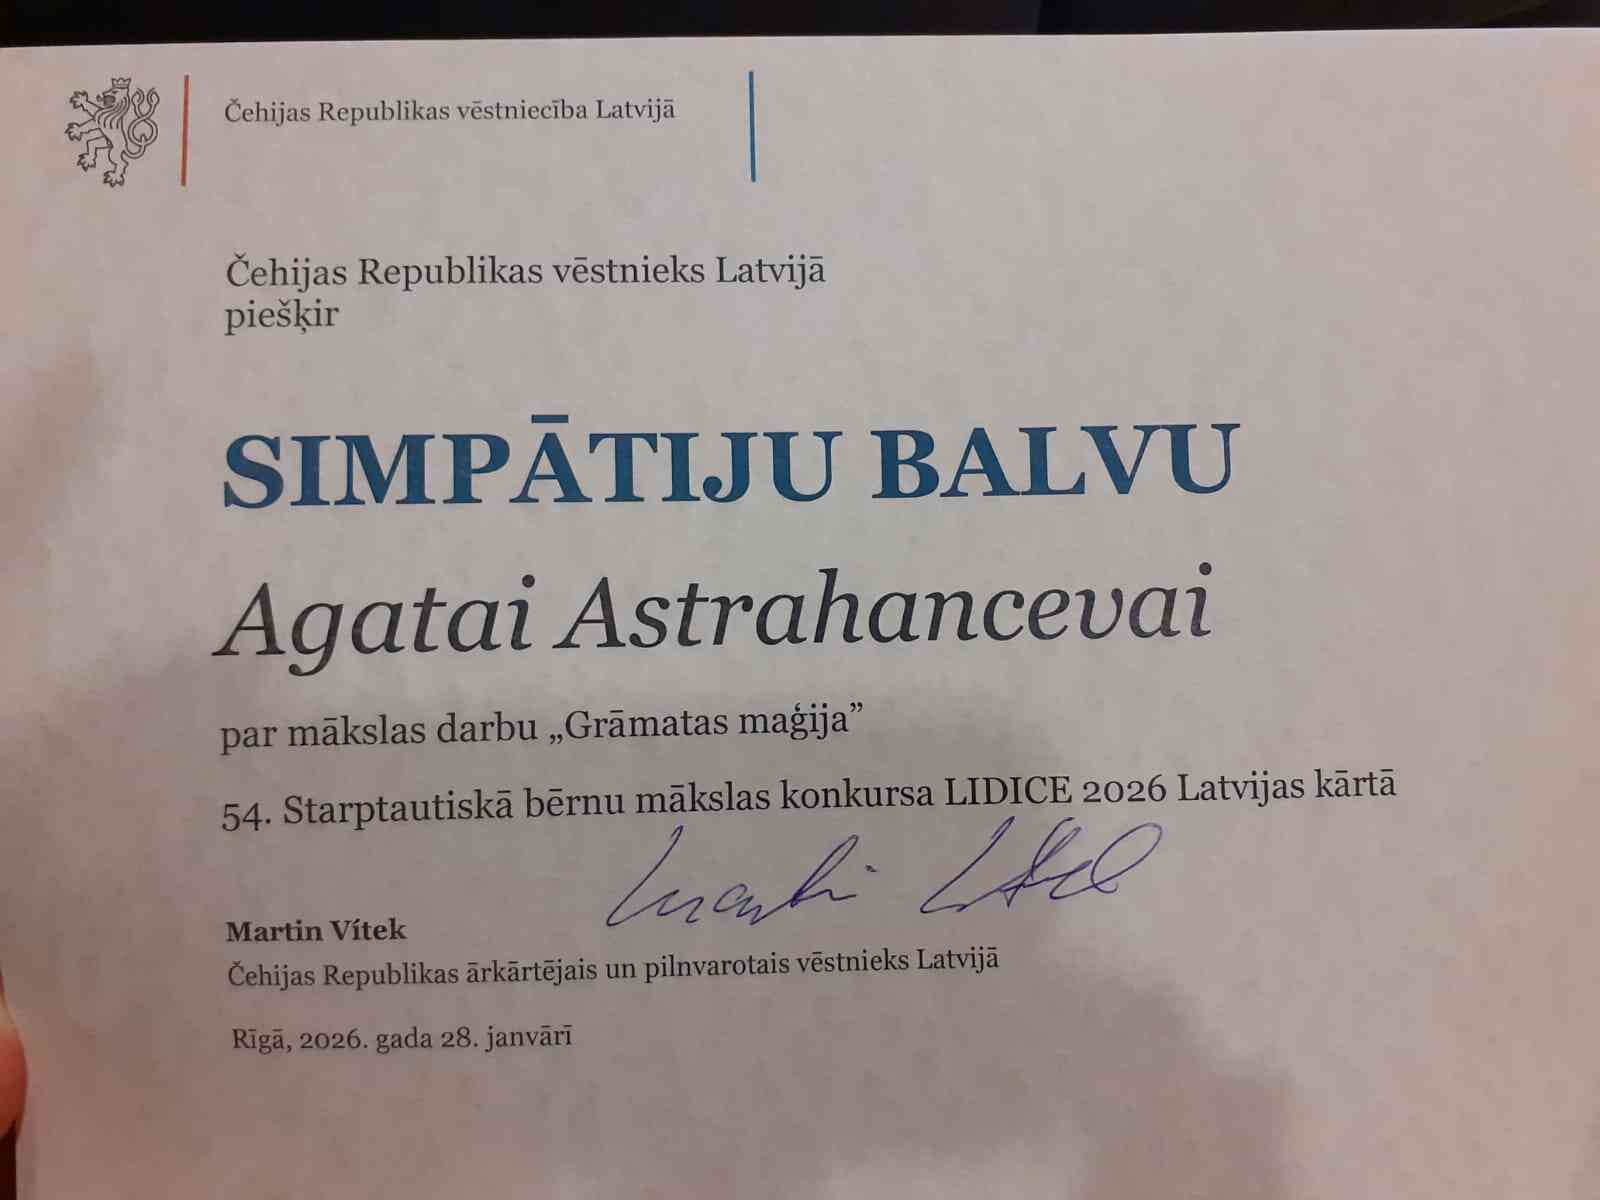 Čehijas Republikas vēstniecība Latvijā
Čehijas Republikas vēstnieks Latvijā
piešķir
SIMPĀTIJU BALVU
Agatai Astrahancevai
par mākslas darbu „Grāmatas maģija”
54. Starptautiskā bērnu mākslas konkursa LIDICE 2026 Latvijas kārtā
Martin Vítek
Čehijas Republikas ārkārtējais un pilnvarotais vēstnieks Latvijā
Rīgā, 2026. gada 28. janvārī